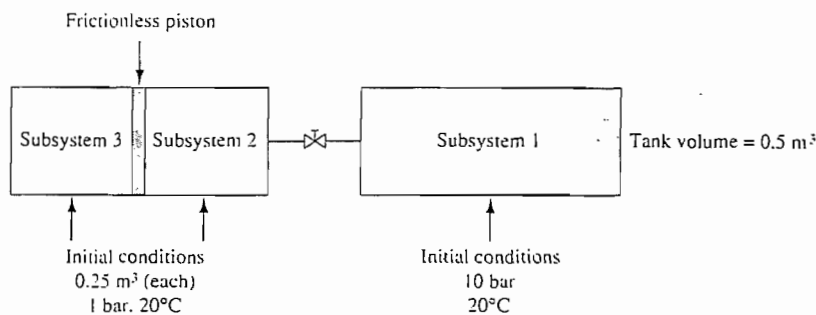 Frictionless piston
Subsystem 3
Subsystem 2
Subsystem 1
Tank volume = 0.5 m³
Initial conditions
0.25 m³ (each)
1 bar. 20°C
Initial conditions
10 bar
20°C